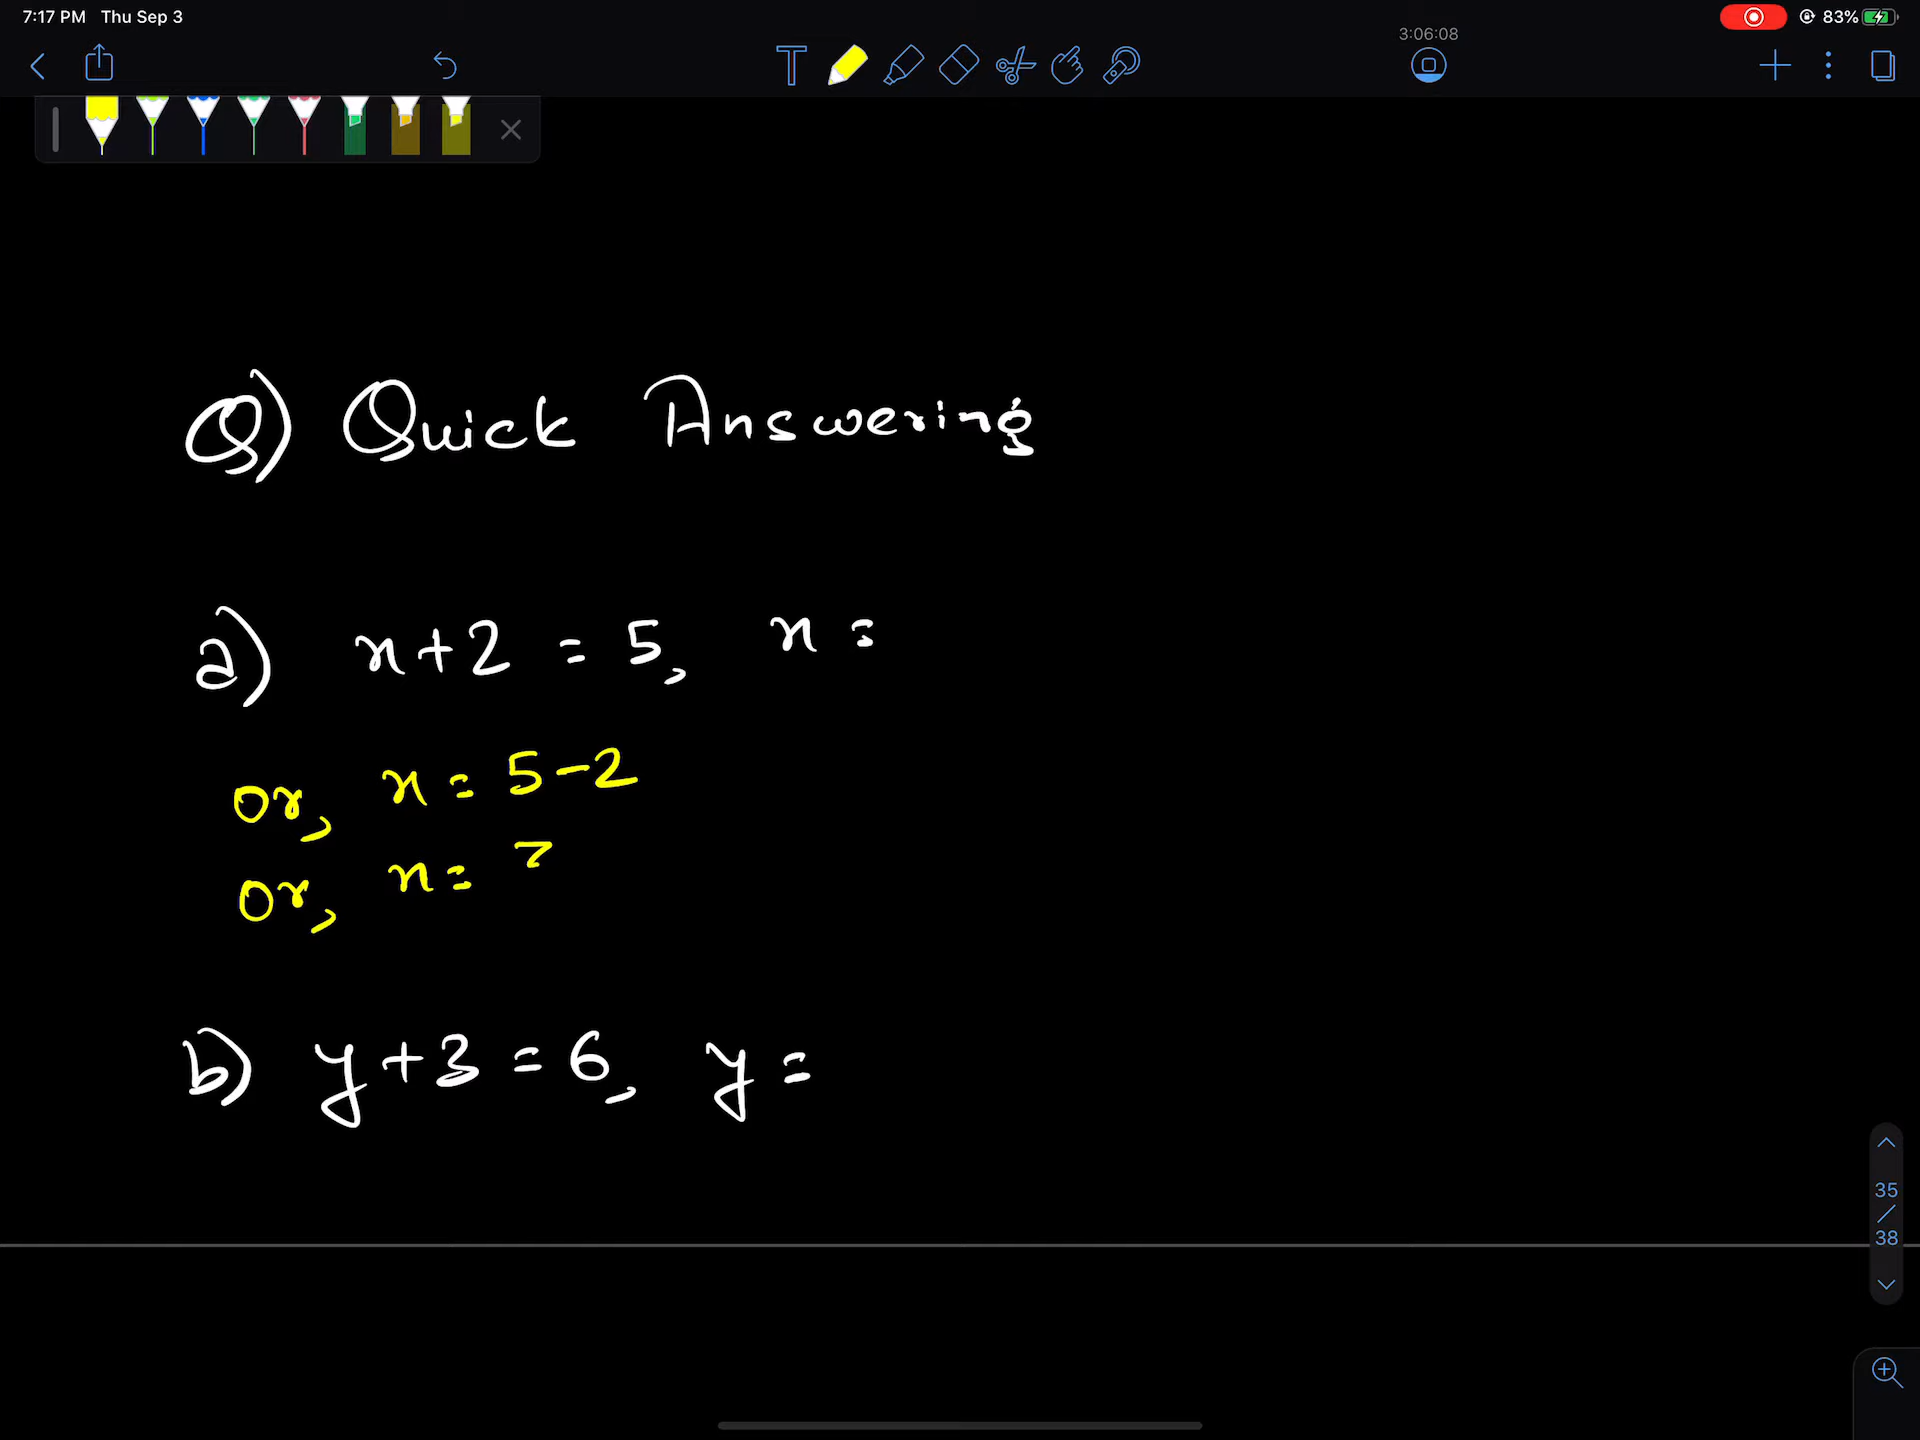 7:17 PM Thu Sep 3
83%
3:06:08
T
Q) Quick Answering
a) x+2 = 5, x =
or, x = 5-2
or, x =
b) y+3 = 6, y =
35
/
38